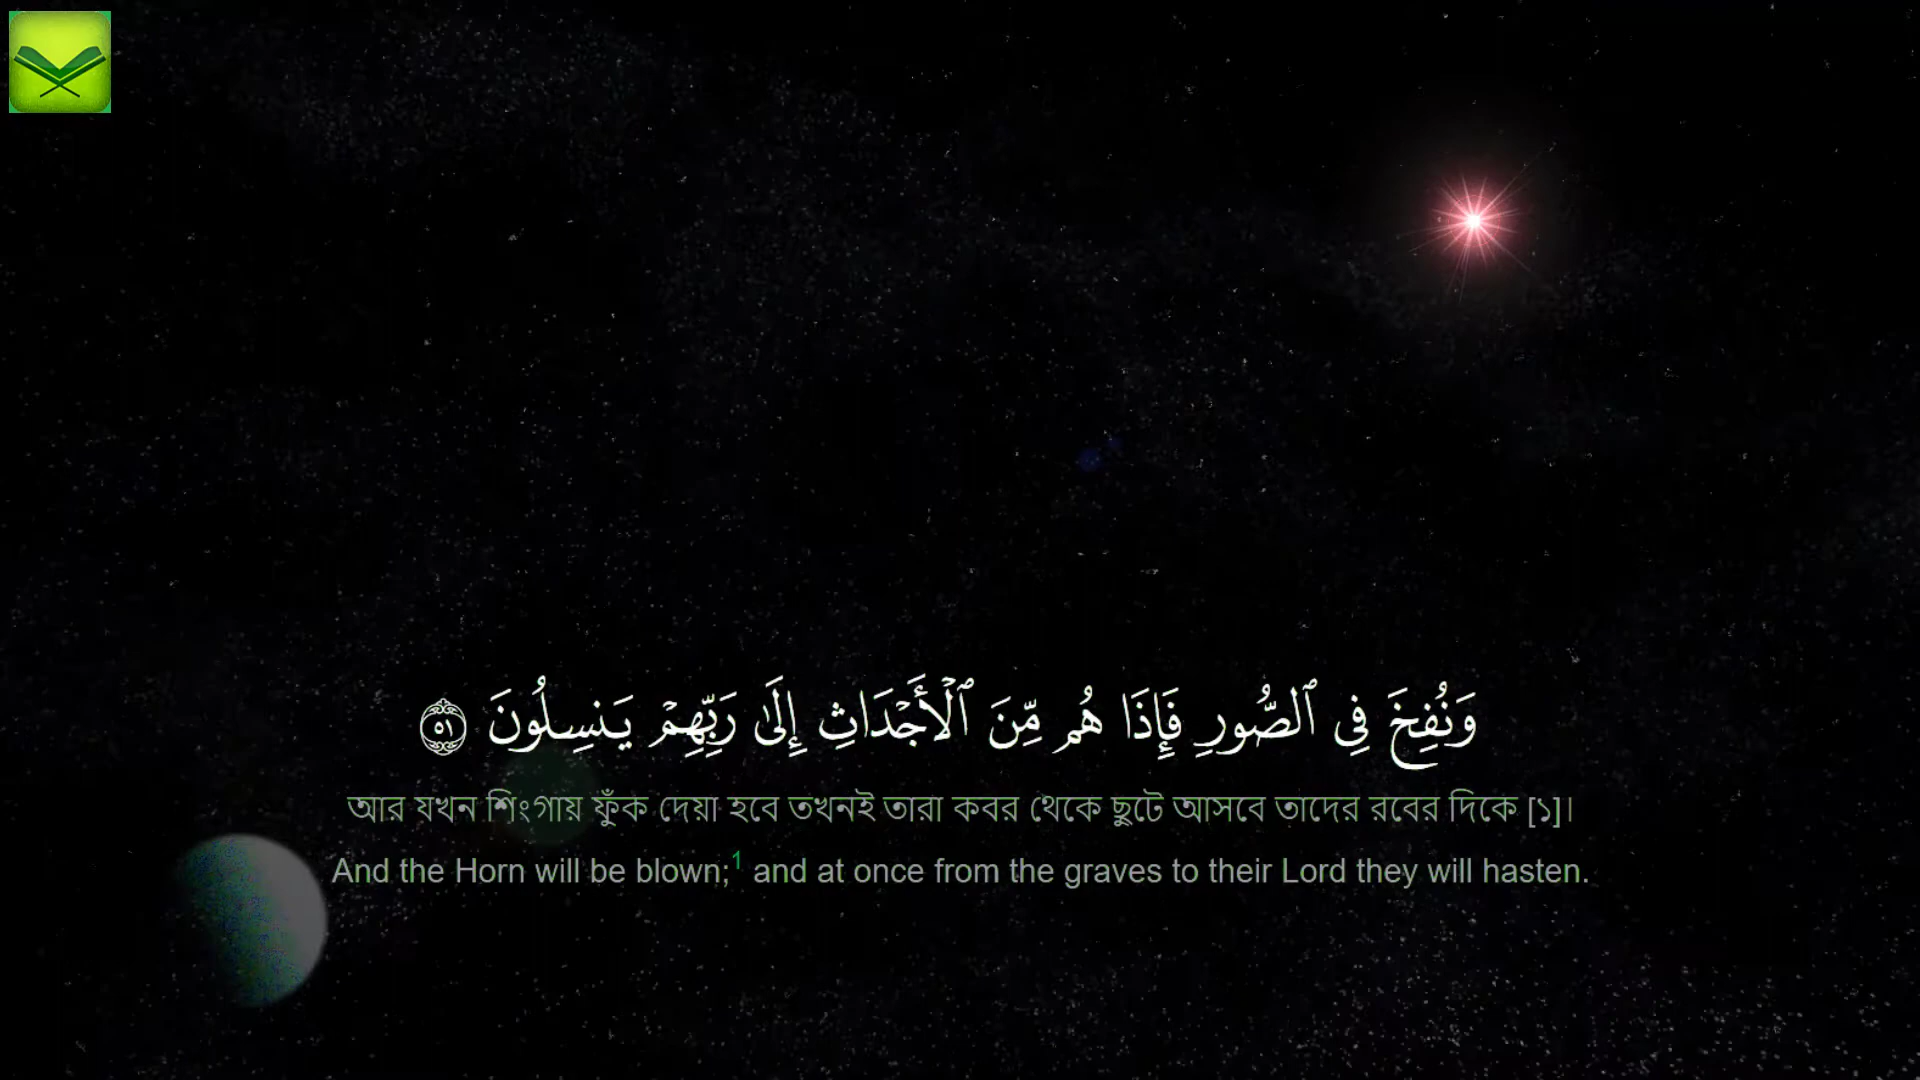 وَنُفِخَ فِي ٱلصُّورِ فَإِذَا هُم مِّنَ ٱلْأَجْدَاثِ إِلَىٰ رَبِّهِمْ يَنسِلُونَ ٥١
আর যখন শিংগায় ফুঁক দেয়া হবে তখনই তারা কবর থেকে ছুটে আসবে তাদের রবের দিকে [১]।
And the Horn will be blown;1 and at once from the graves to their Lord they will hasten.